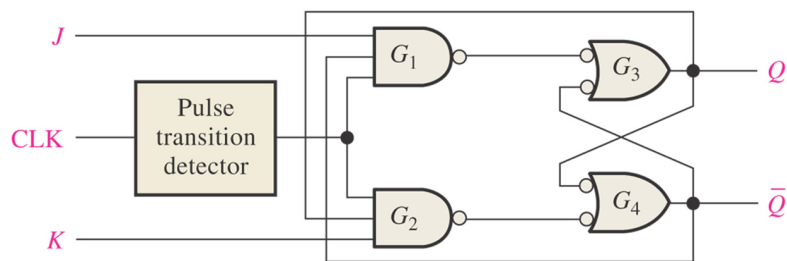 J
G₁
G₃
Q
CLK
Pulse
transition
detector
G₂
G₄
Q̅
K